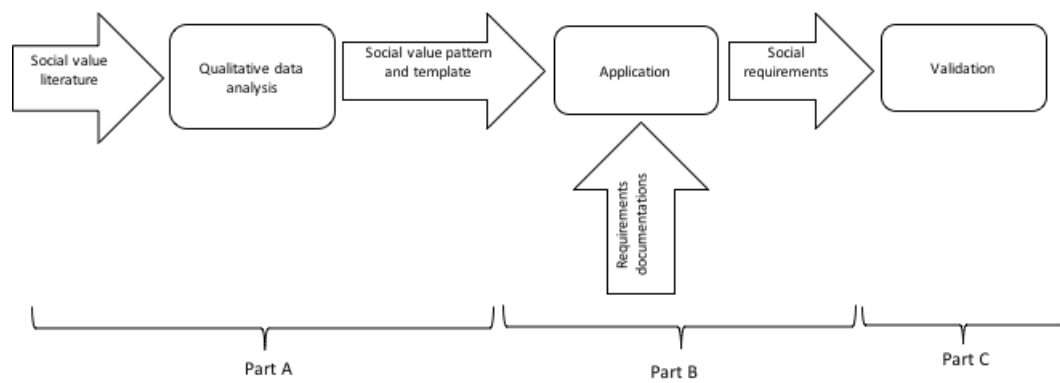 Social value
literature
Qualitative data
analysis
Social value pattern
and template
Application
Social
requirements
Validation
Requirements
documentations
Part A
Part B
Part C